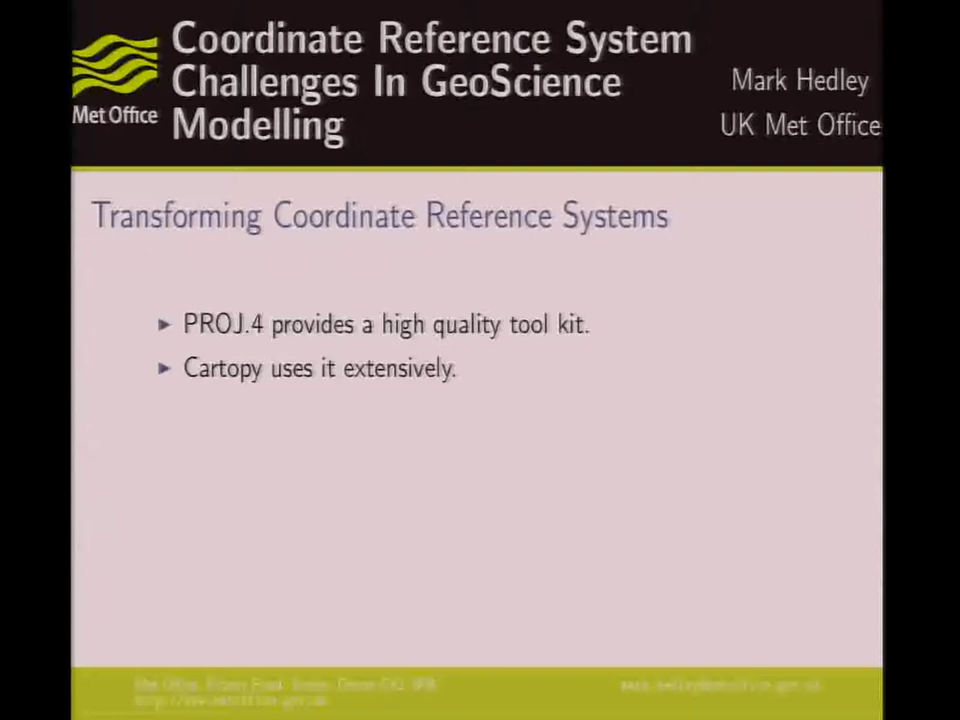 Coordinate Reference System
Challenges In GeoScience
Modelling
Mark Hedley
UK Met Office
Met Office
Transforming Coordinate Reference Systems
PROJ.4 provides a high quality tool kit.
Cartopy uses it extensively.